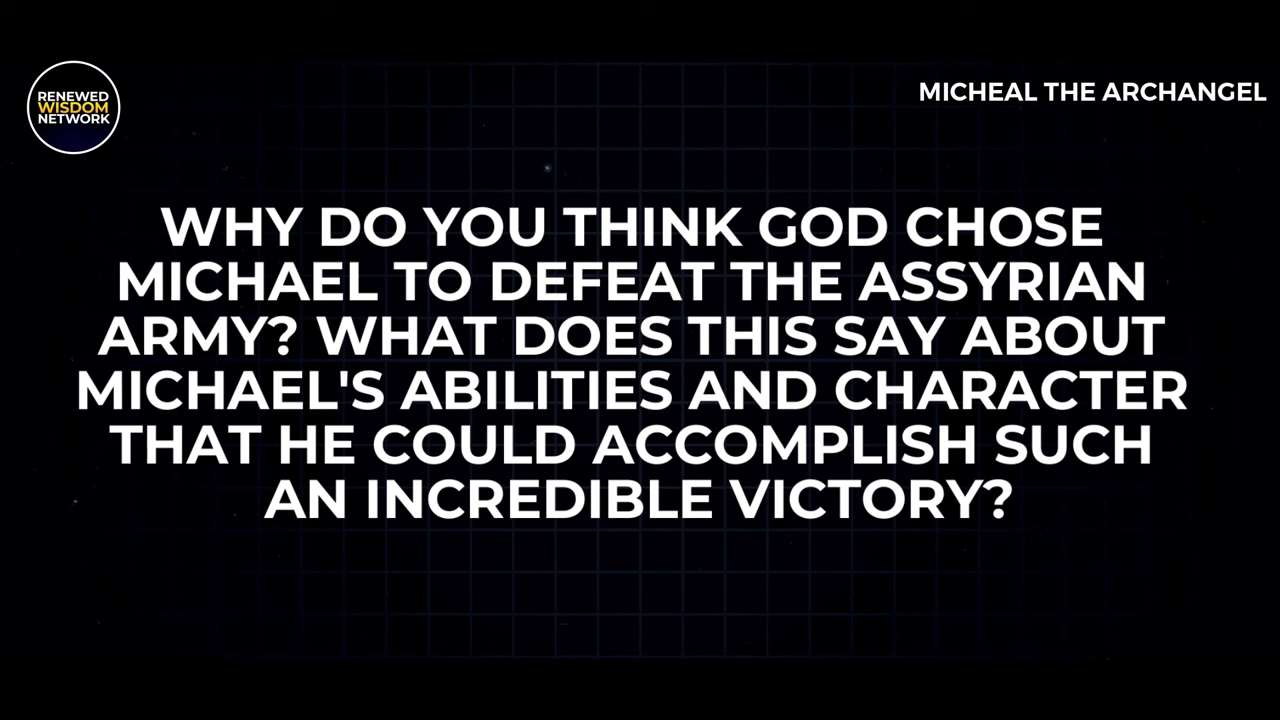 RENEWED
WISDOM
NETWORK
MICHEAL THE ARCHANGEL
WHY DO YOU THINK GOD CHOSE
MICHAEL TO DEFEAT THE ASSYRIAN
ARMY? WHAT DOES THIS SAY ABOUT
MICHAEL'S ABILITIES AND CHARACTER
THAT HE COULD ACCOMPLISH SUCH
AN INCREDIBLE VICTORY?